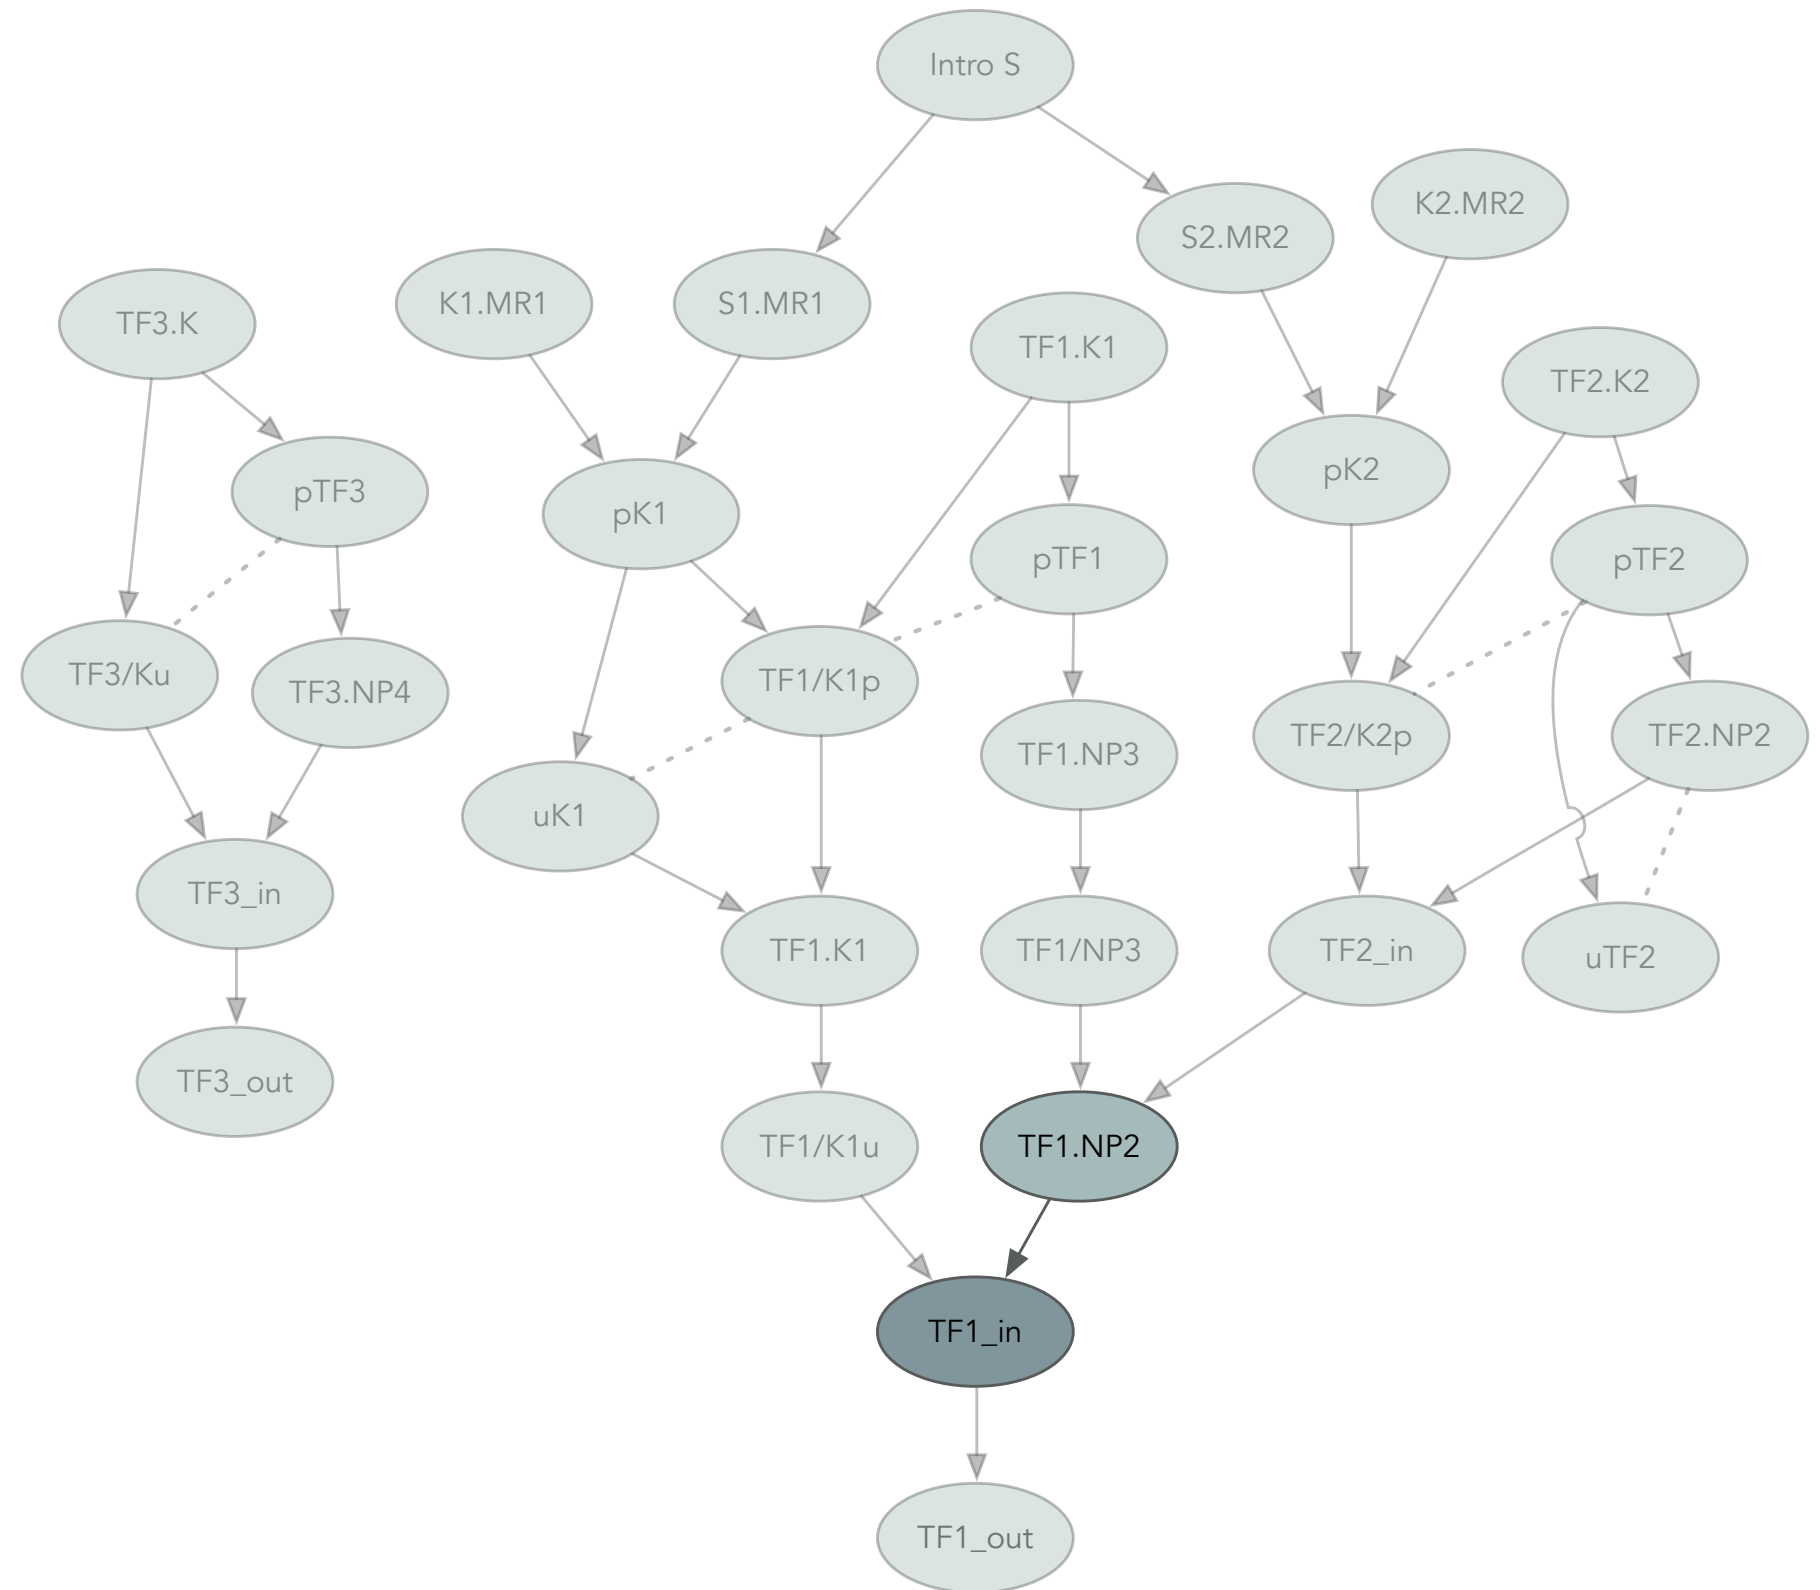 Intro S
K2.MR2
S2.MR2
K1.MR1
S1.MR1
TF3.K
TF1.K1
TF2.K2
pK2
pTF3
pK1
pTF1
pTF2
TF3/Ku
TF1/K1p
TF3.NP4
TF2/K2p
TF2.NP2
TF1.NP3
uK1
TF3_in
TF1.K1
TF1/NP3
TF2_in
uTF2
TF3_out
TF1/K1u
TF1.NP2
TF1_in
TF1_out